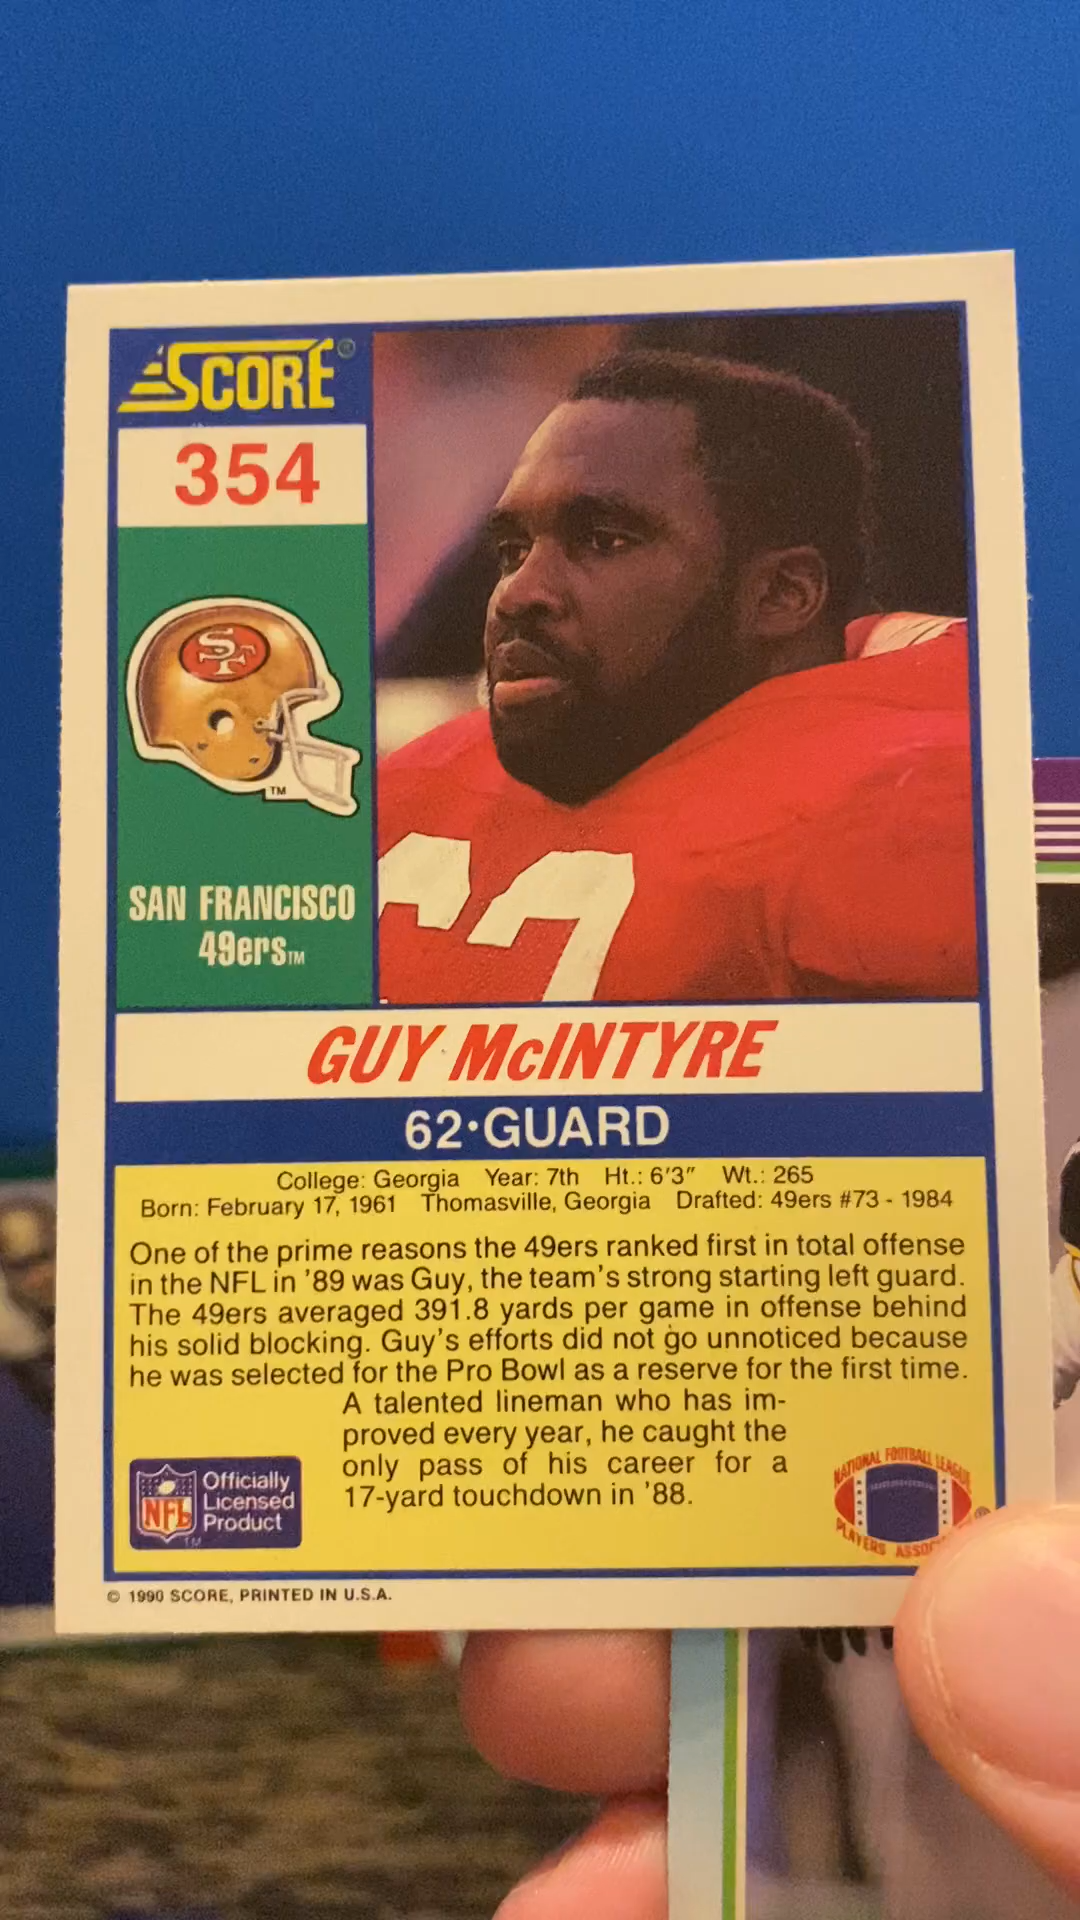 SCORE®
354
SF
TM
SAN FRANCISCO
49ers™
62
GUY McINTYRE
62•GUARD
College: Georgia Year: 7th Ht.: 6'3" Wt.: 265
Born: February 17, 1961 Thomasville, Georgia Drafted: 49ers #73 - 1984
One of the prime reasons the 49ers ranked first in total offense
in the NFL in '89 was Guy, the team's strong starting left guard.
The 49ers averaged 391.8 yards per game in offense behind
his solid blocking. Guy's efforts did not go unnoticed because
he was selected for the Pro Bowl as a reserve for the first time.
A talented lineman who has im-
proved every year, he caught the
only pass of his career for a
17-yard touchdown in '88.
NFL
Officially
Licensed
Product
TM
NATIONAL FOOTBALL LEAGUE
PLAYERS
®
© 1990 SCORE, PRINTED IN U.S.A.